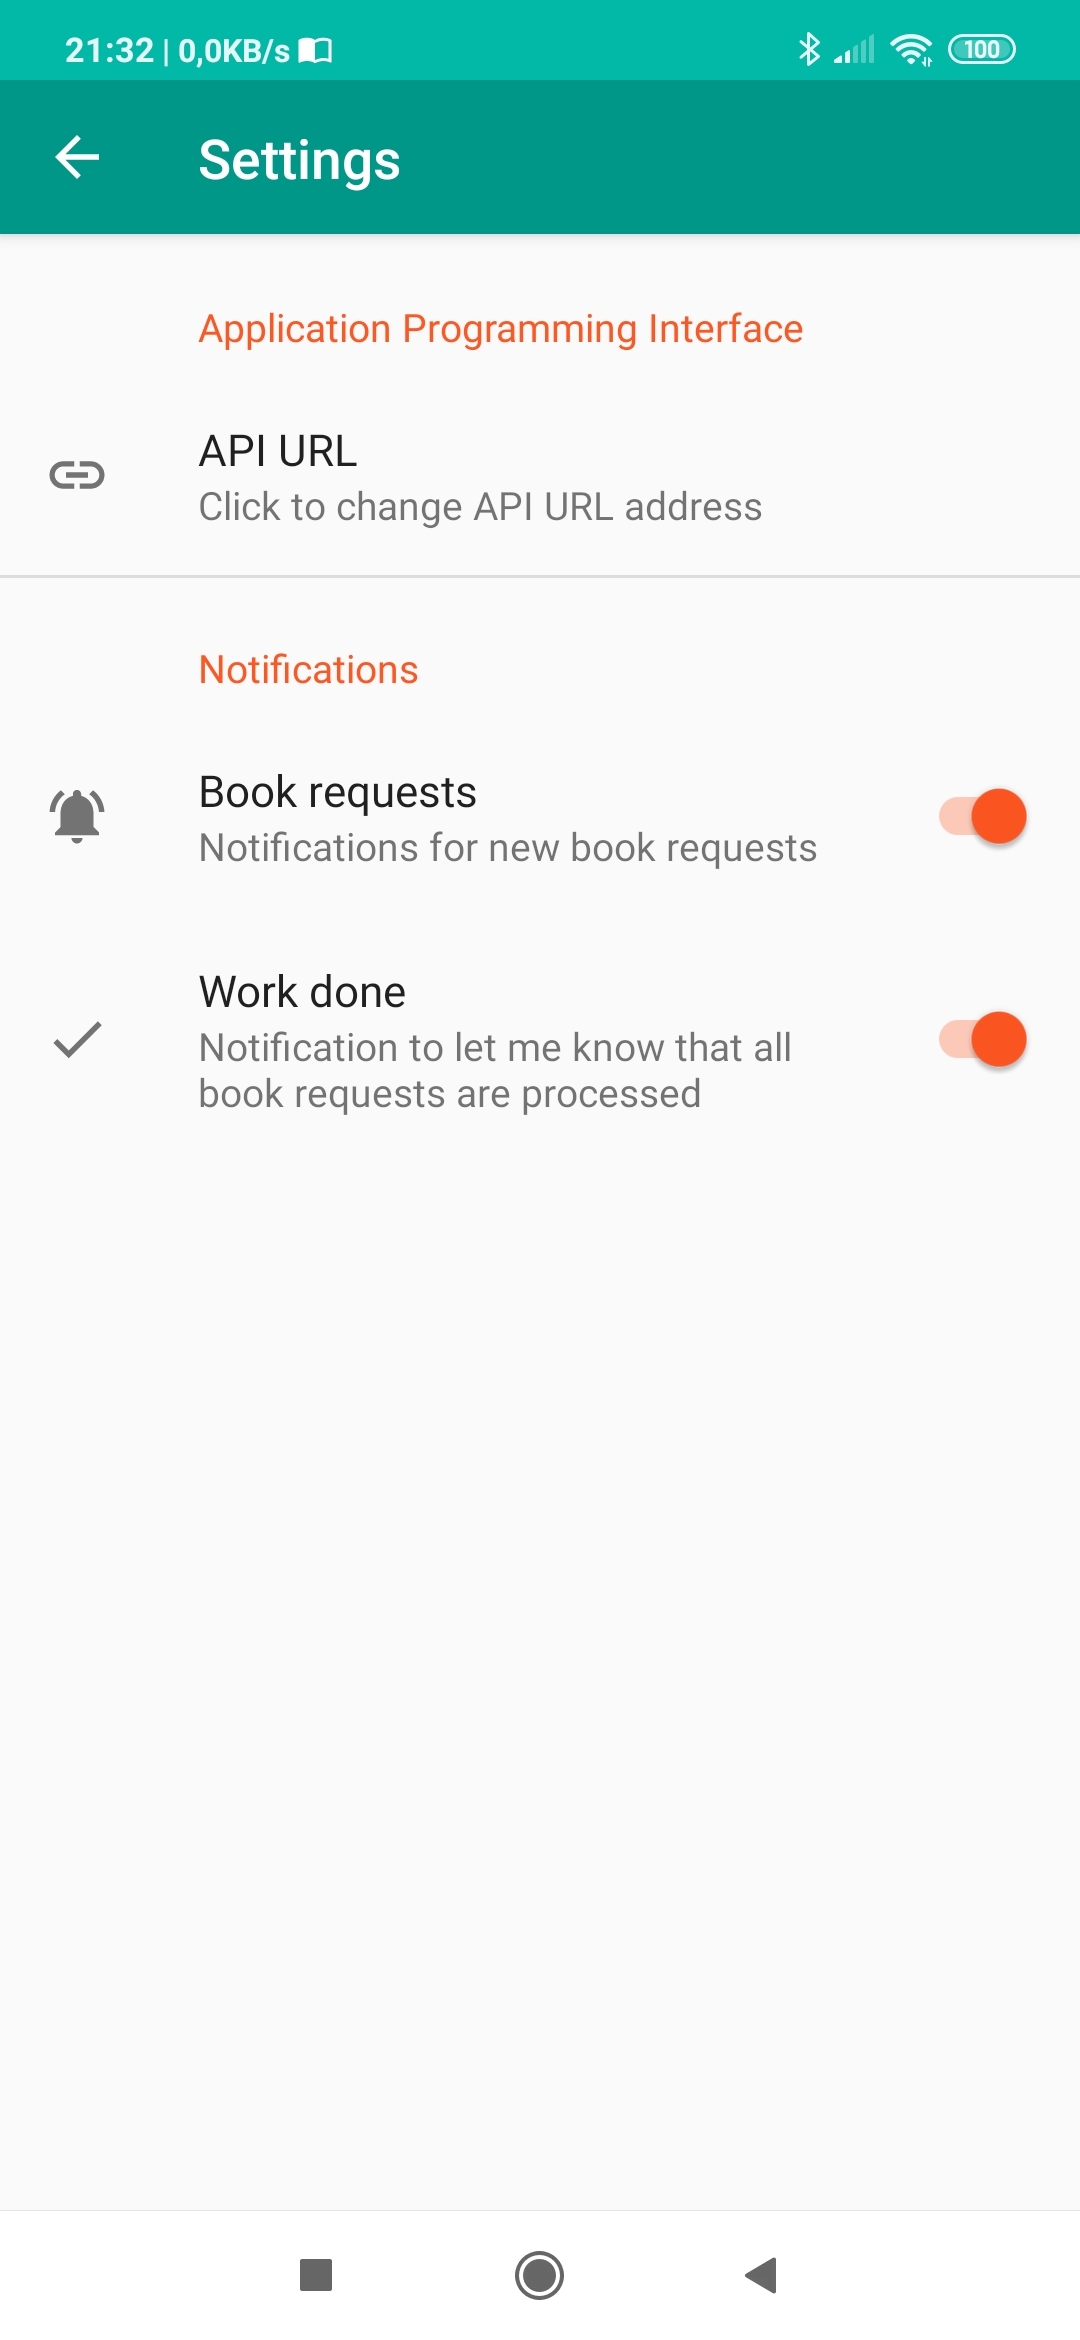 21:32 | 0,0KB/s
100
Settings
Application Programming Interface
API URL
Click to change API URL address
Notifications
Book requests
Notifications for new book requests
Work done
Notification to let me know that all
book requests are processed